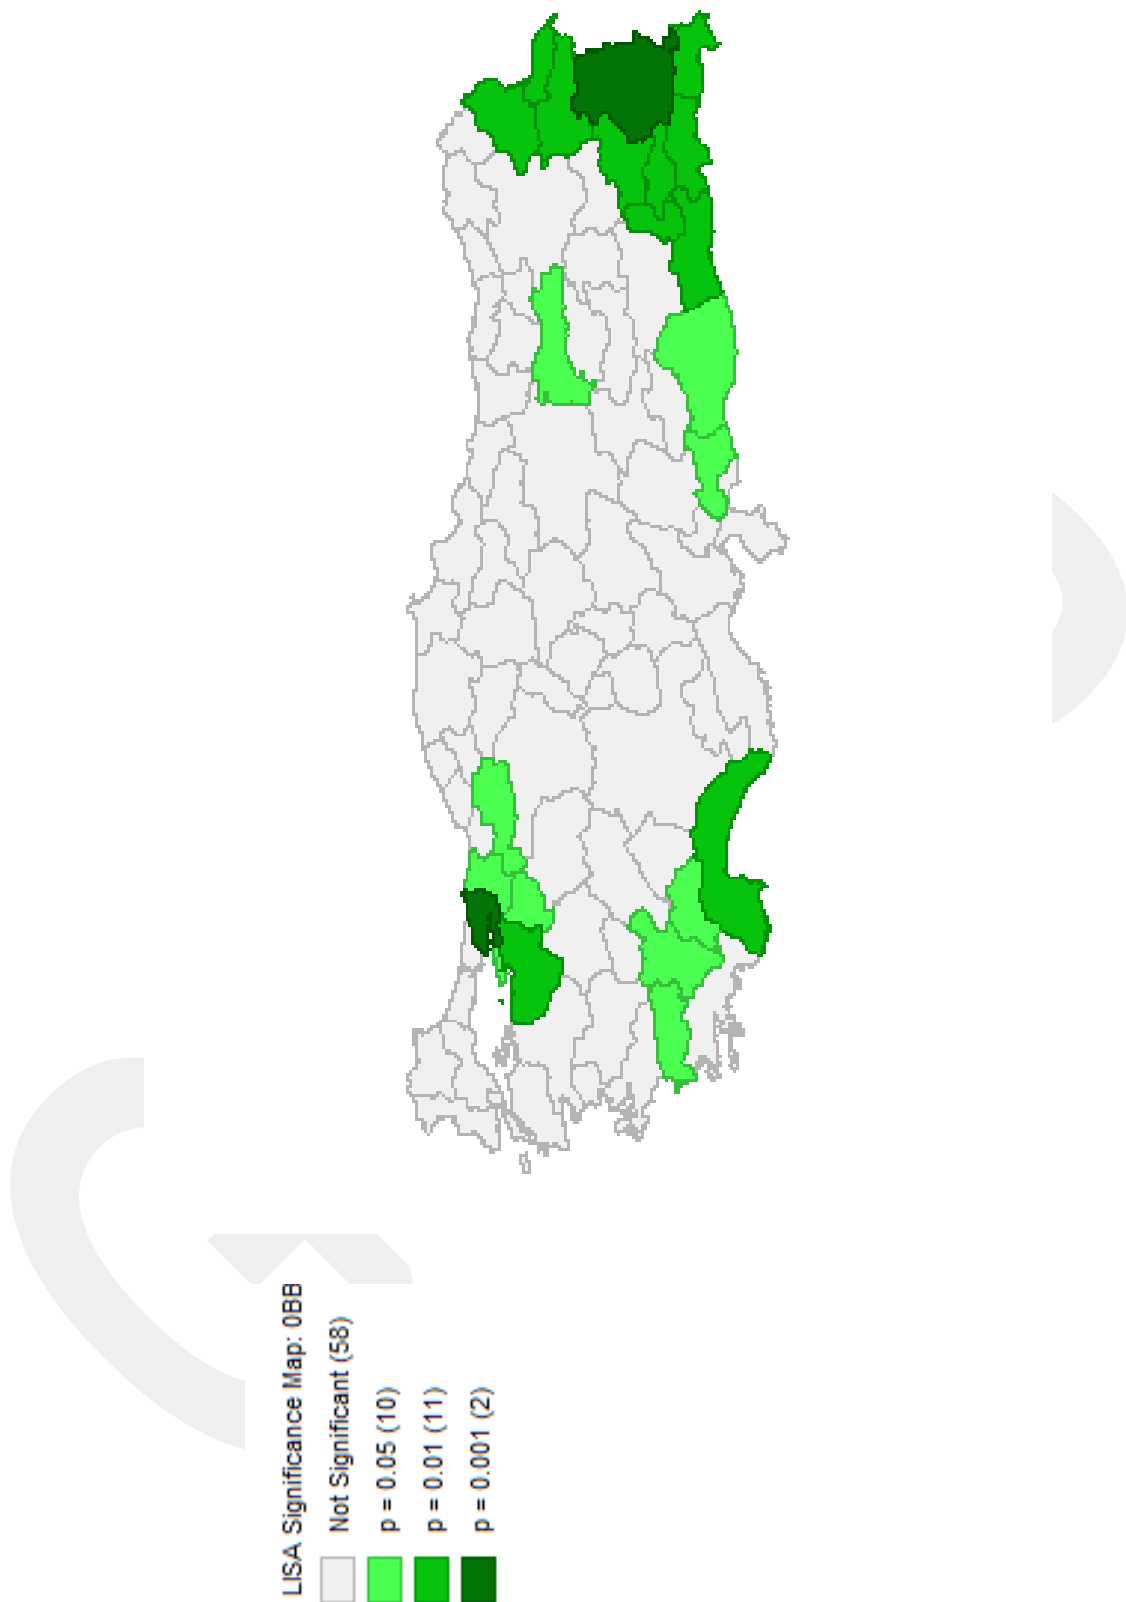 LISA Significance Map: 0BB
Not Significant (58)
p = 0.05 (10)
p = 0.01 (11)
p = 0.001 (2)